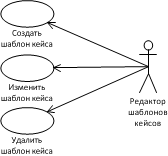 Создать
шаблон кейса
Изменить
шаблон кейса
Редактор
шаблонов
кейсов
Удалить
шаблон кейса